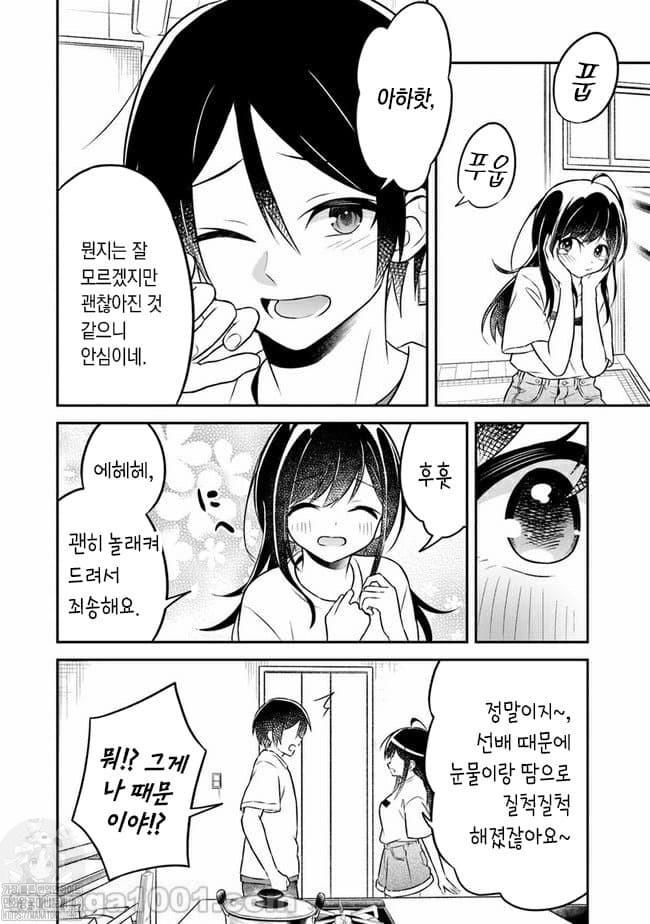 풉
푸웁
아하핫,
뭔지는 잘
모르겠지만
괜찮아진 것
같으니
안심이네.
후훗
에헤헤,
괜히 놀래켜
드려서
죄송해요.
정말이지~,
선배 때문에
눈물이랑 땀으로
질척질척
해졌잖아요~
뭐!? 그게
나 때문
이야!?